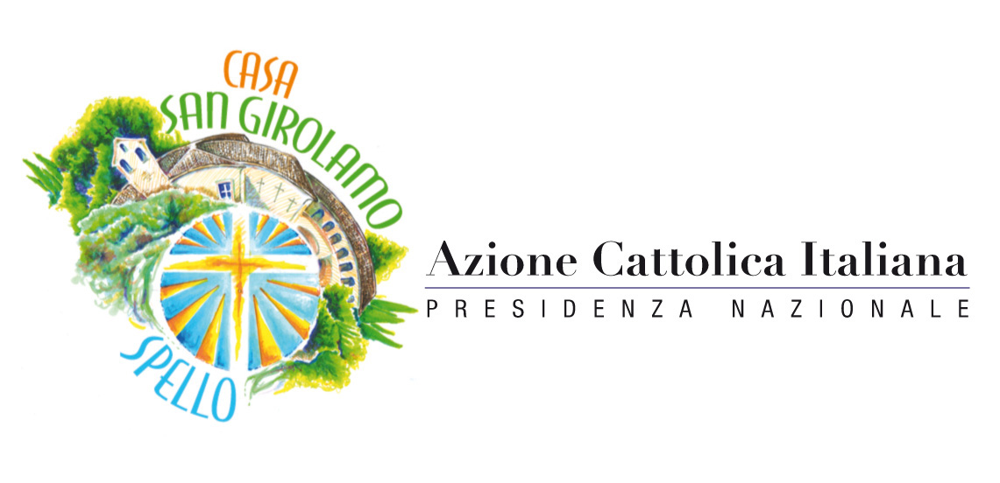 CASA
SAN GIROLAMO
SPELLO
Azione Cattolica Italiana
PRESIDENZA NAZIONALE